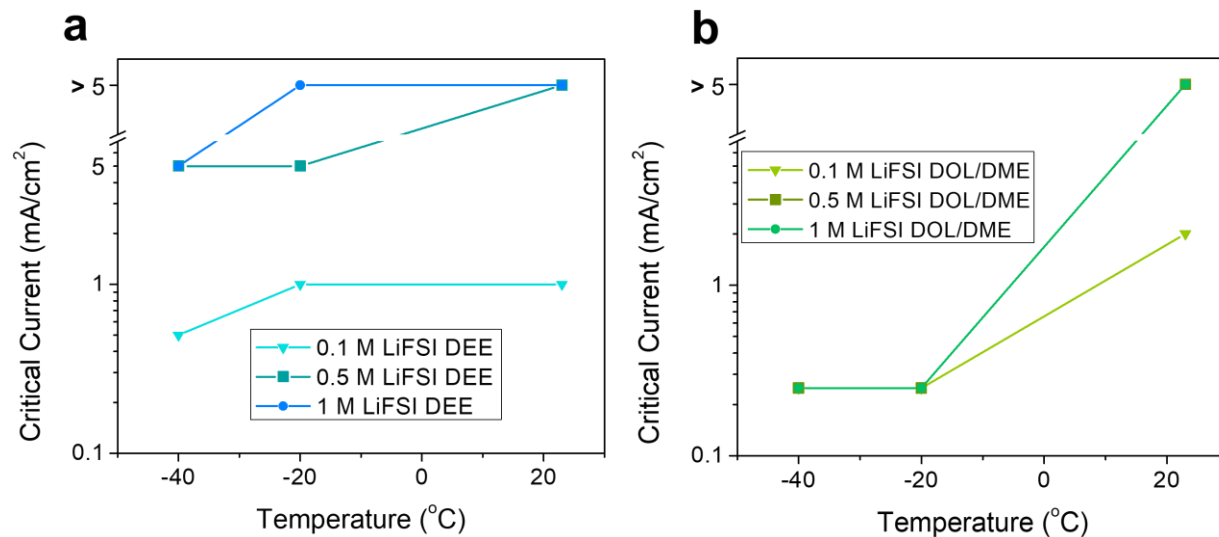 a
Critical Current (mA/cm²)
> 5
5
1
0.1
0.1 M LiFSI DEE
0.5 M LiFSI DEE
1 M LiFSI DEE
-40 -20 0 20
Temperature (°C)
b
Critical Current (mA/cm²)
> 5
5
1
0.1
0.1 M LiFSI DOL/DME
0.5 M LiFSI DOL/DME
1 M LiFSI DOL/DME
-40 -20 0 20
Temperature (°C)